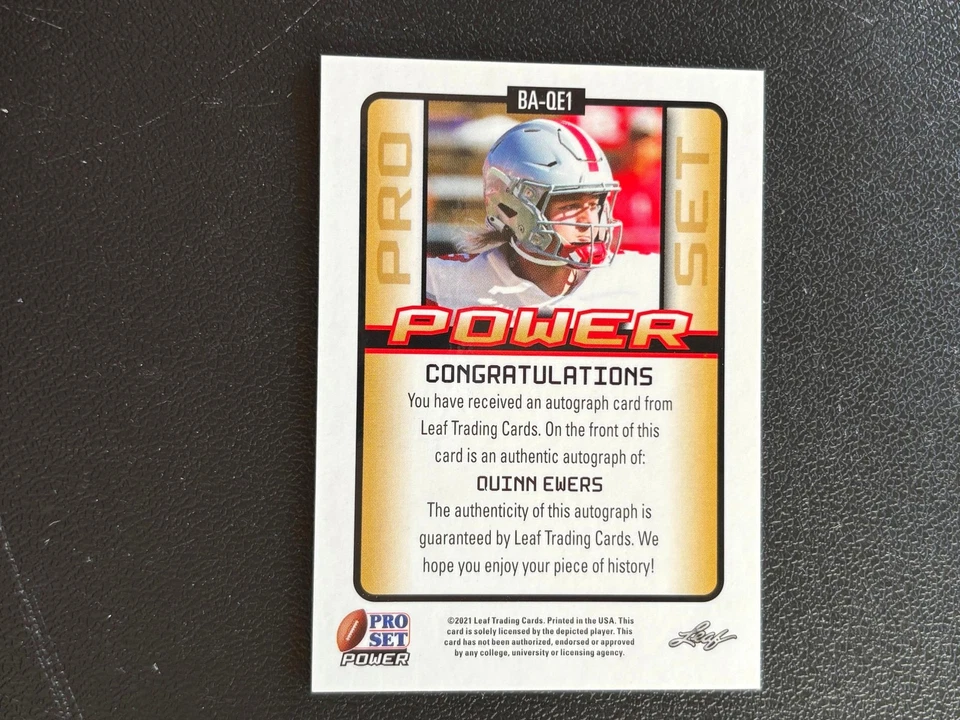 BA-QE1
PRO
SET
POWER
CONGRATULATIONS
You have received an autograph card from
Leaf Trading Cards. On the front of this
card is an authentic autograph of:
QUINN EWERS
The authenticity of this autograph is
guaranteed by Leaf Trading Cards. We
hope you enjoy your piece of history!
PRO
SET
POWER
©2021 Leaf Trading Cards. Printed in the USA. This
card is solely licensed by the depicted player. This
card has not been authorized, endorsed or approved
by any college, university or licensing agency.
Leaf